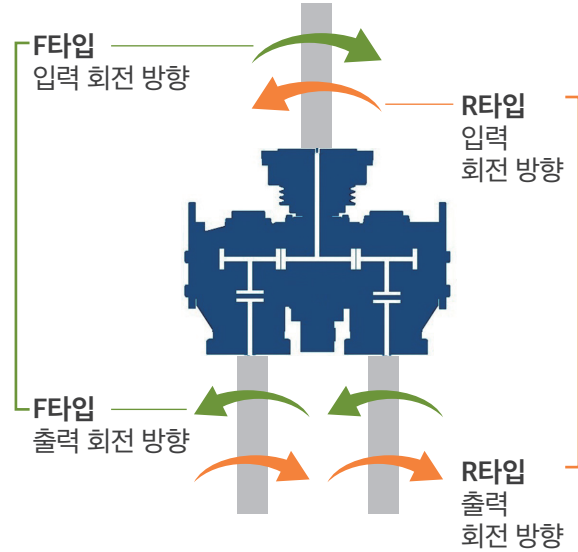 F타입
입력 회전 방향
R타입
입력
회전 방향
F타입
출력 회전 방향
R타입
출력
회전 방향